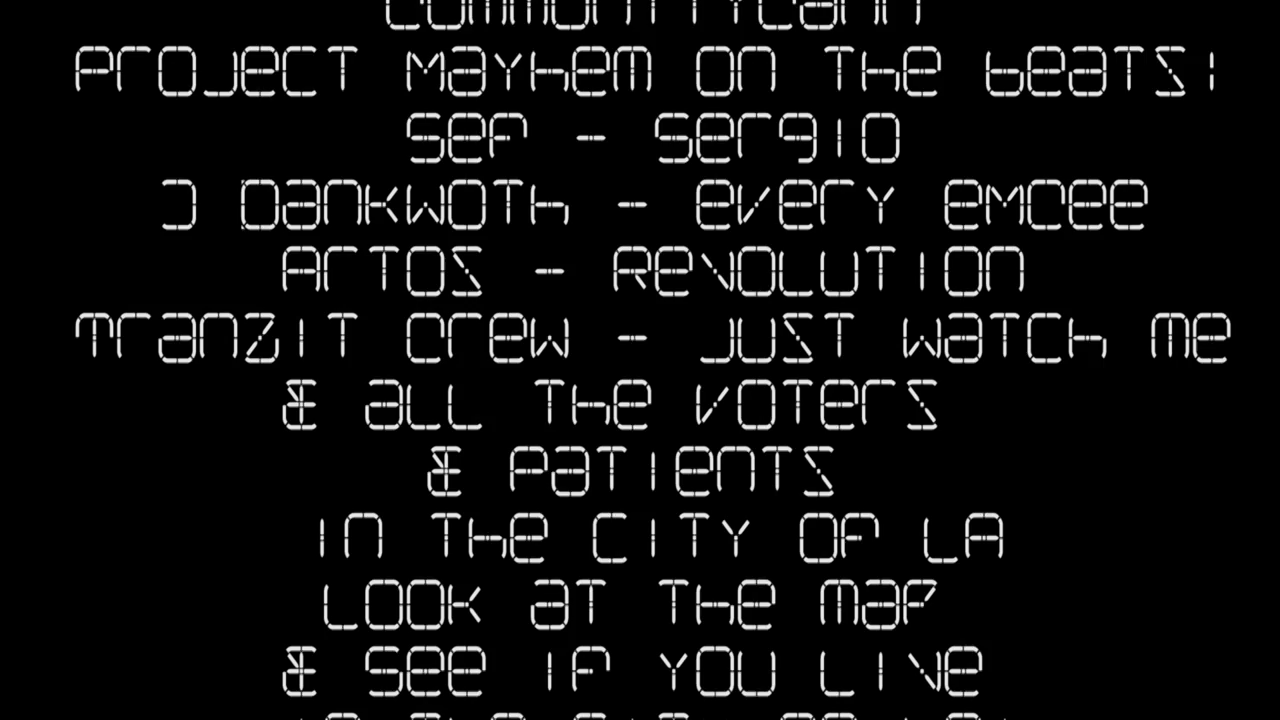 Project Mayhem on the beats:
Sef - Sergio
J Dankwoth - Every Emcee
Artos - Revolution
Tranzit Crew - Just Watch Me
& all the voters
& Patients
in the City of LA
Look at the map
& see if you live